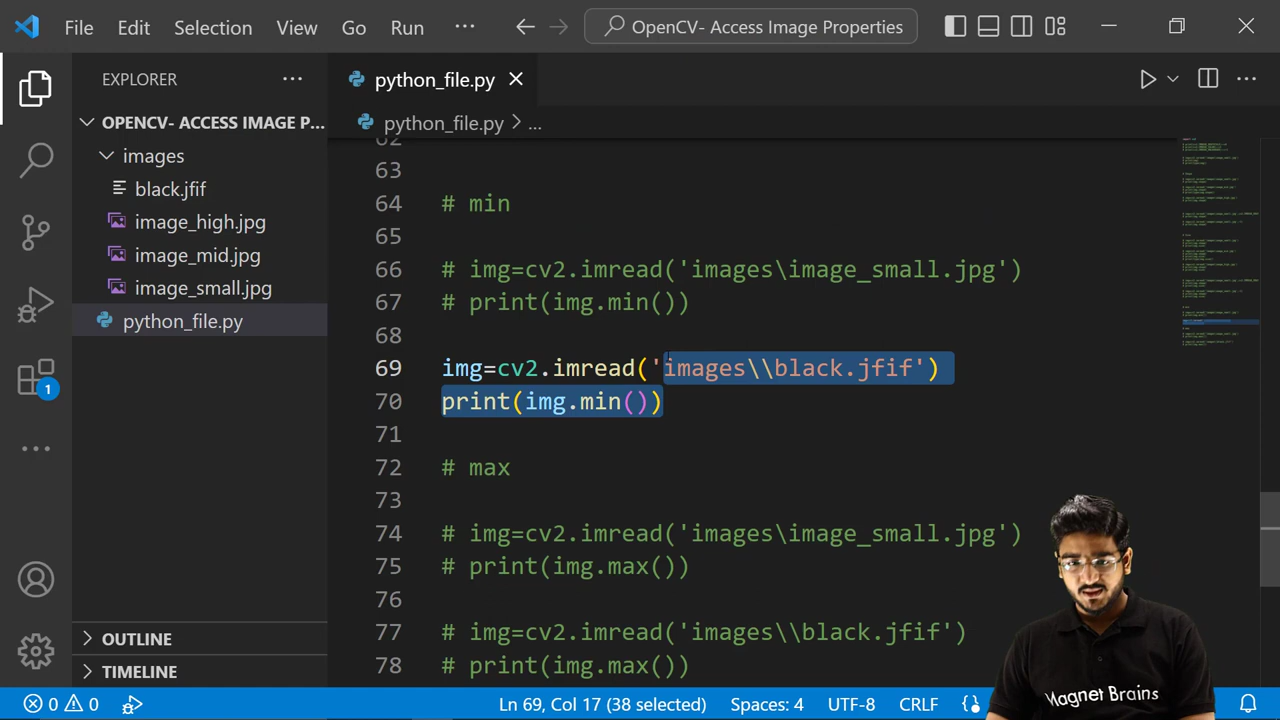 File Edit Selection View Go Run ... OpenCV- Access Image Properties
EXPLORER
OPENCV- ACCESS IMAGE P...
images
black.jfif
image_high.jpg
image_mid.jpg
image_small.jpg
python_file.py
1
OUTLINE
TIMELINE
python_file.py
python_file.py > ...
62
63
64 # min
65
66 # img=cv2.imread('images\image_small.jpg')
67 # print(img.min())
68
69 img=cv2.imread('images\\black.jfif')
70 print(img.min())
71
72 # max
73
74 # img=cv2.imread('images\image_small.jpg')
75 # print(img.max())
76
77 # img=cv2.imread('images\\black.jfif')
78 # print(img.max())
Magnet Brains
0 0 Ln 69, Col 17 (38 selected) Spaces: 4 UTF-8 CRLF {}